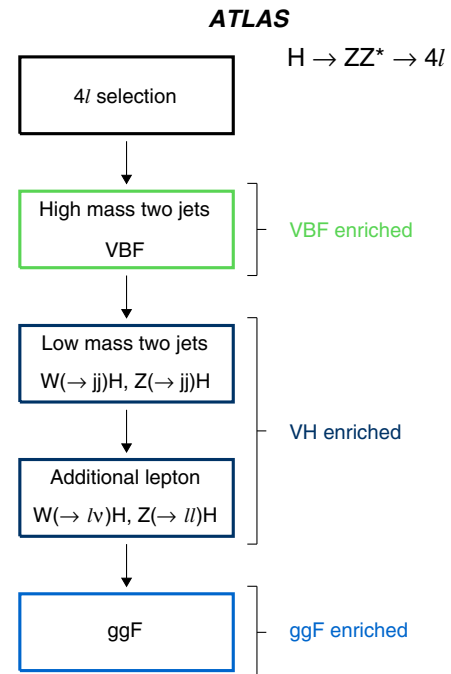 ATLAS
H → ZZ* → 4l
4l selection
High mass two jets
VBF
VBF enriched
Low mass two jets
W(→ jj)H, Z(→ jj)H
VH enriched
Additional lepton
W(→ lν)H, Z(→ ll)H
ggF
ggF enriched